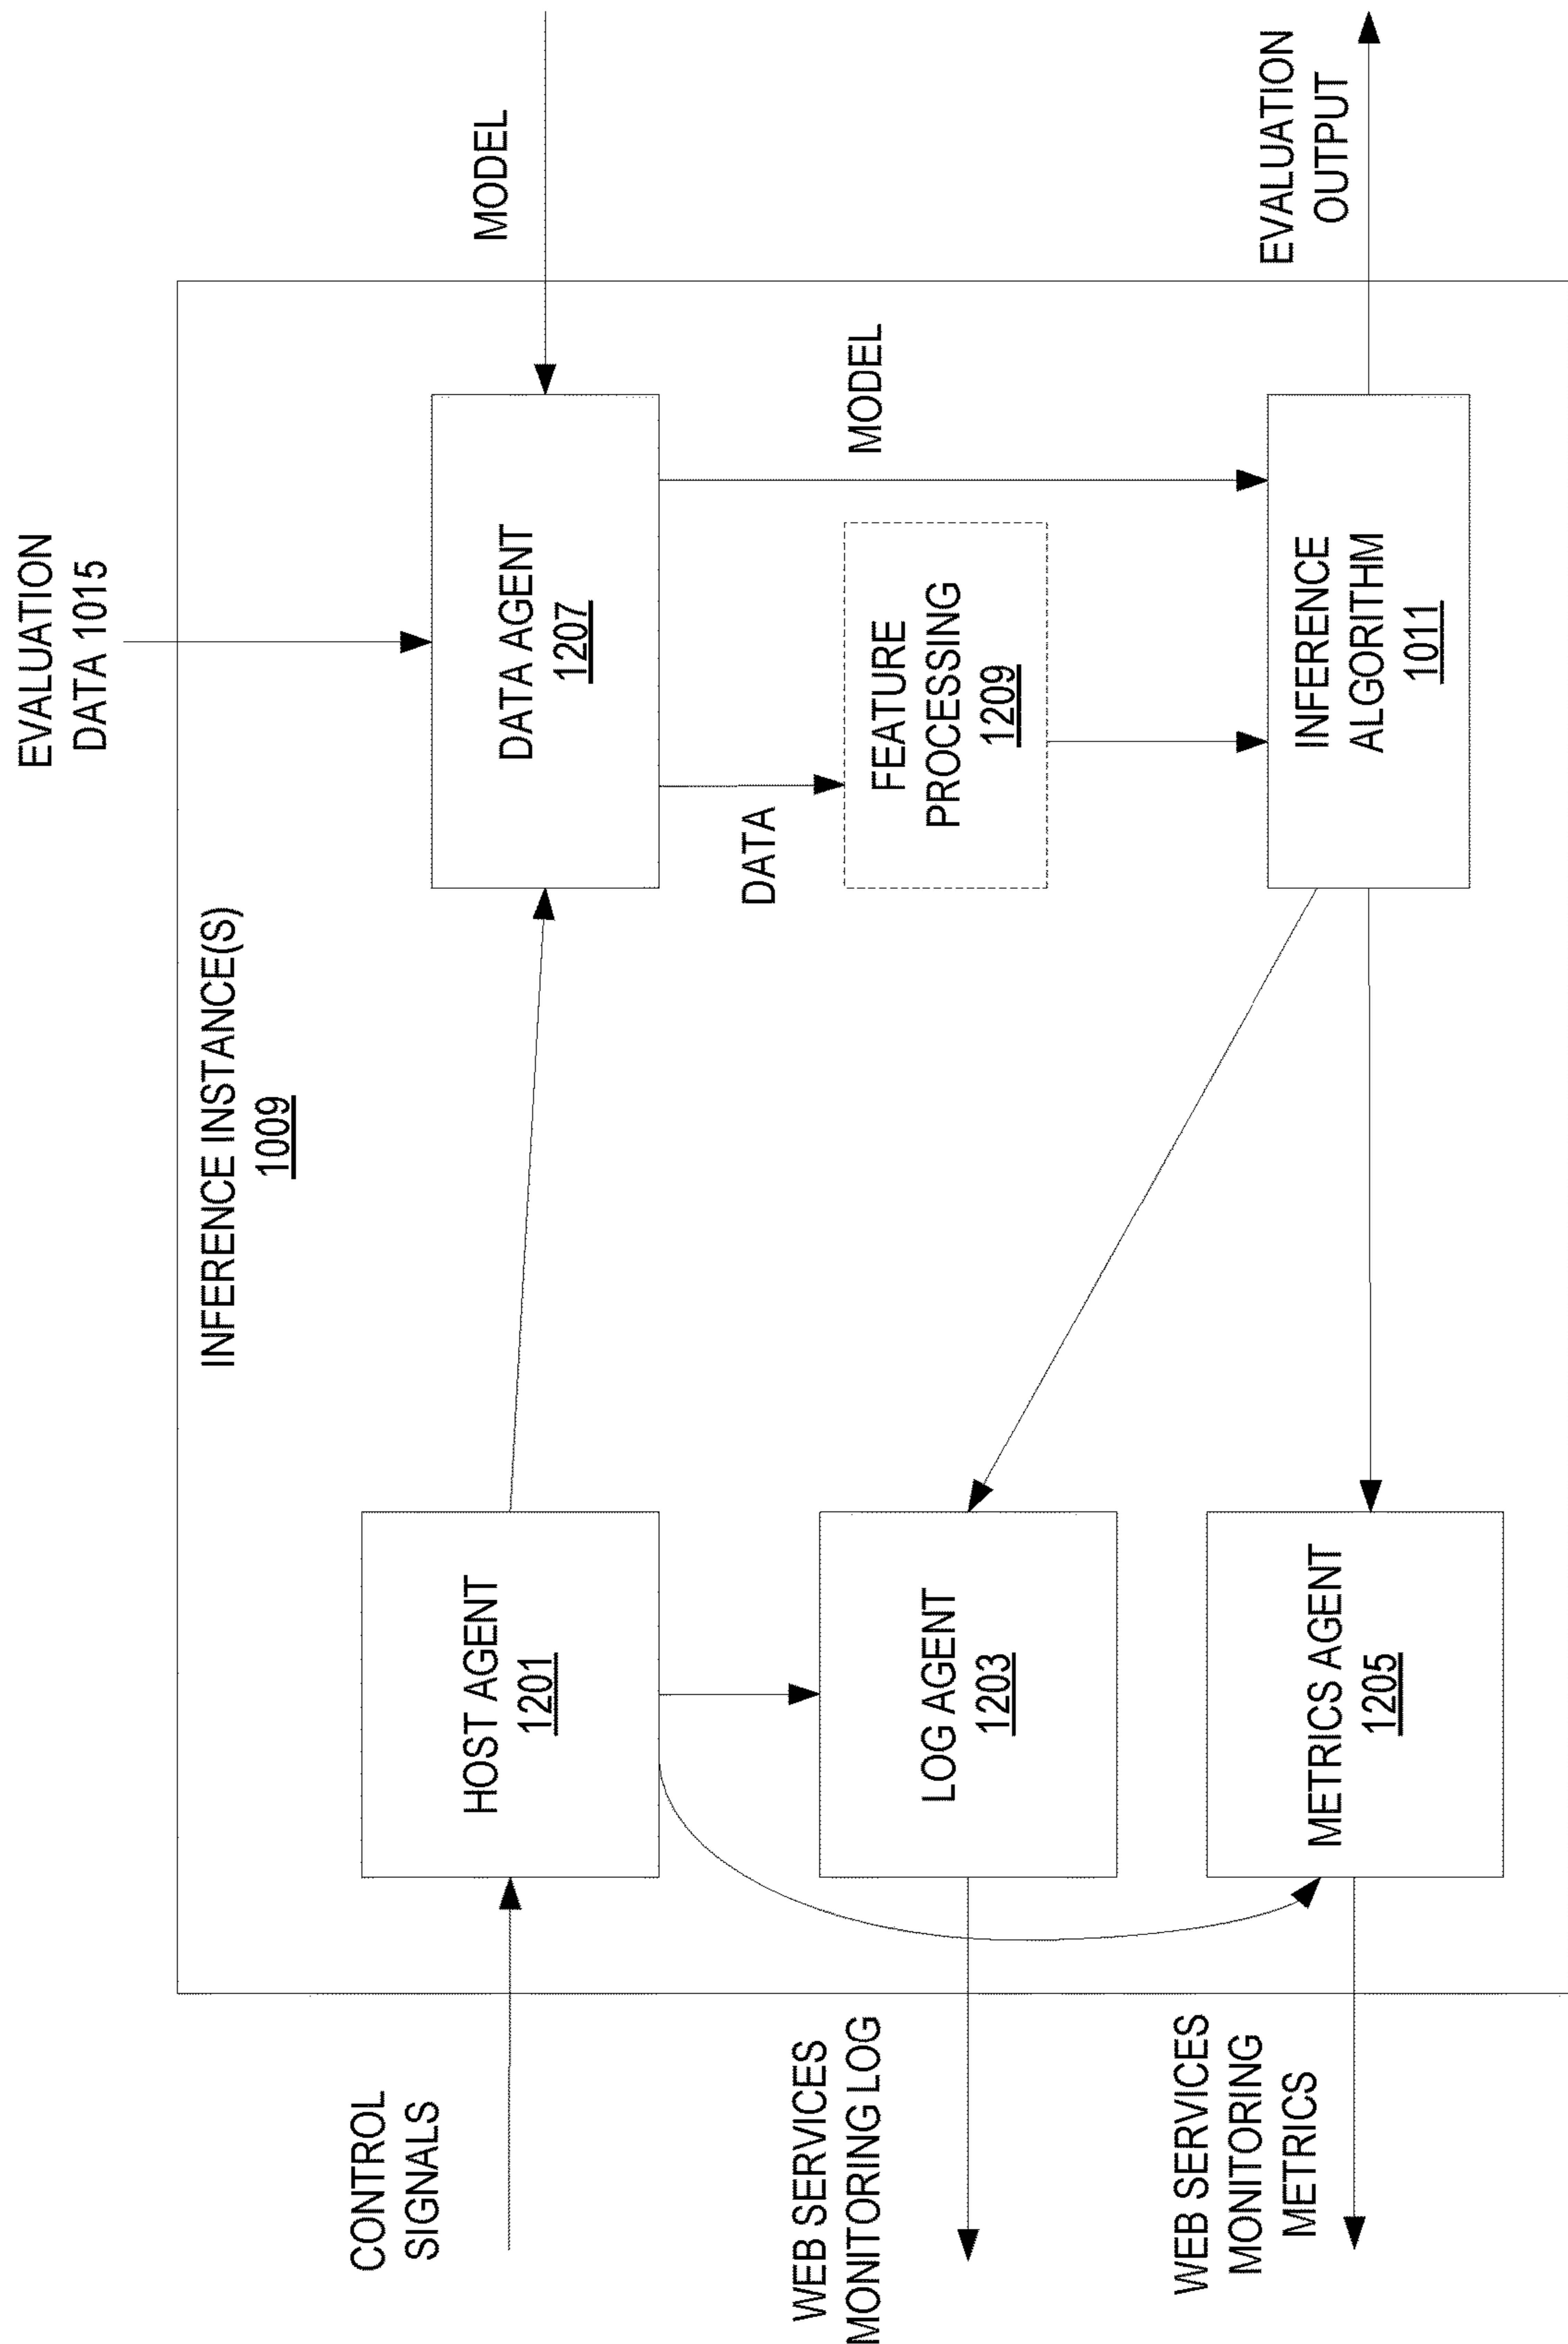 EVALUATION
DATA 1015
INFERENCE INSTANCE(S)
1009
CONTROL
SIGNALS
HOST AGENT
1201
DATA AGENT
1207
MODEL
DATA
MODEL
WEB SERVICES
MONITORING LOG
LOG AGENT
1203
FEATURE
PROCESSING
1209
WEB SERVICES
MONITORING
METRICS
METRICS AGENT
1205
INFERENCE
ALGORITHM
1011
EVALUATION
OUTPUT